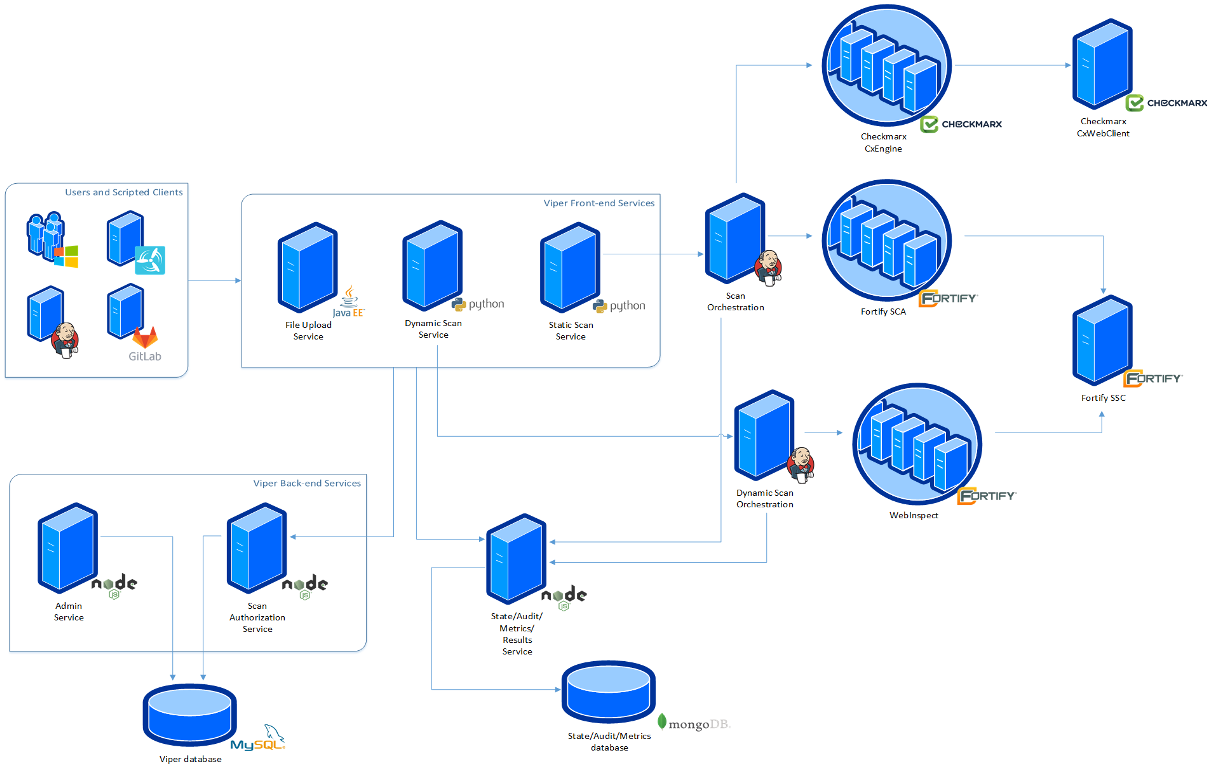 CHECKMARX
Checkmarx
CxWebClient
CHECKMARX
Checkmarx
CxEngine
Users and Scripted Clients
GitLab
Viper Front-end Services
Java EE
File Upload
Service
python
Dynamic Scan
Service
python
Static Scan
Service
Scan
Orchestration
FORTIFY
Fortify SCA
FORTIFY
Fortify SSC
Dynamic Scan
Orchestration
FORTIFY
WebInspect
Viper Back-end Services
node
JS
Admin
Service
node
JS
Scan
Authorization
Service
node
JS
State/Audit/
Metrics/
Results
Service
MySQL
Viper database
mongoDB
State/Audit/Metrics
database